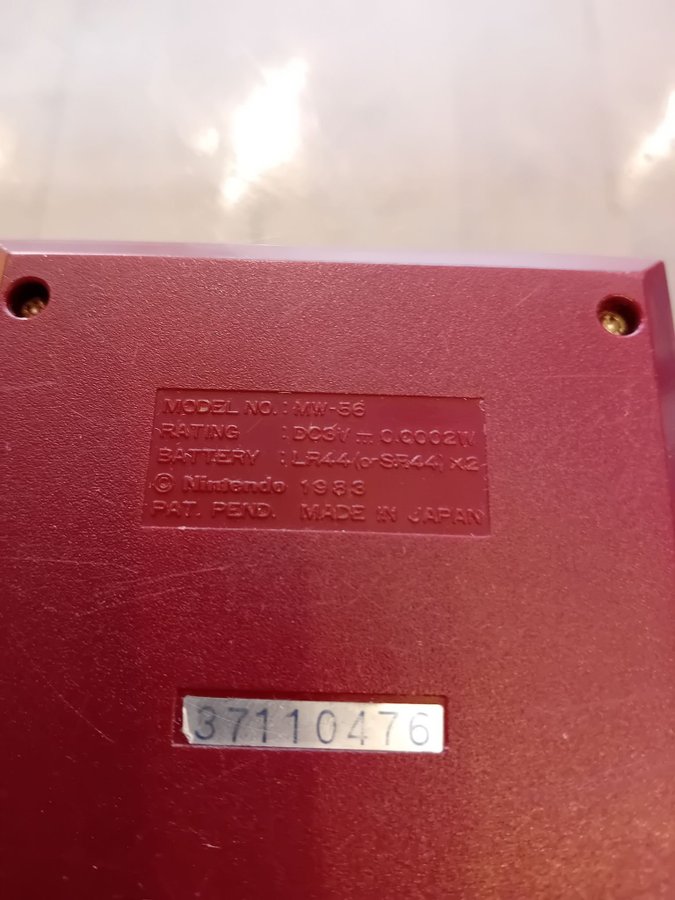 MODEL NO. : MW-56
RATING : DC3V ⎓ 0.0002W
BATTERY : LR44 (or SR44) ×2
© Nintendo 1983
PAT. PEND. MADE IN JAPAN
37110476